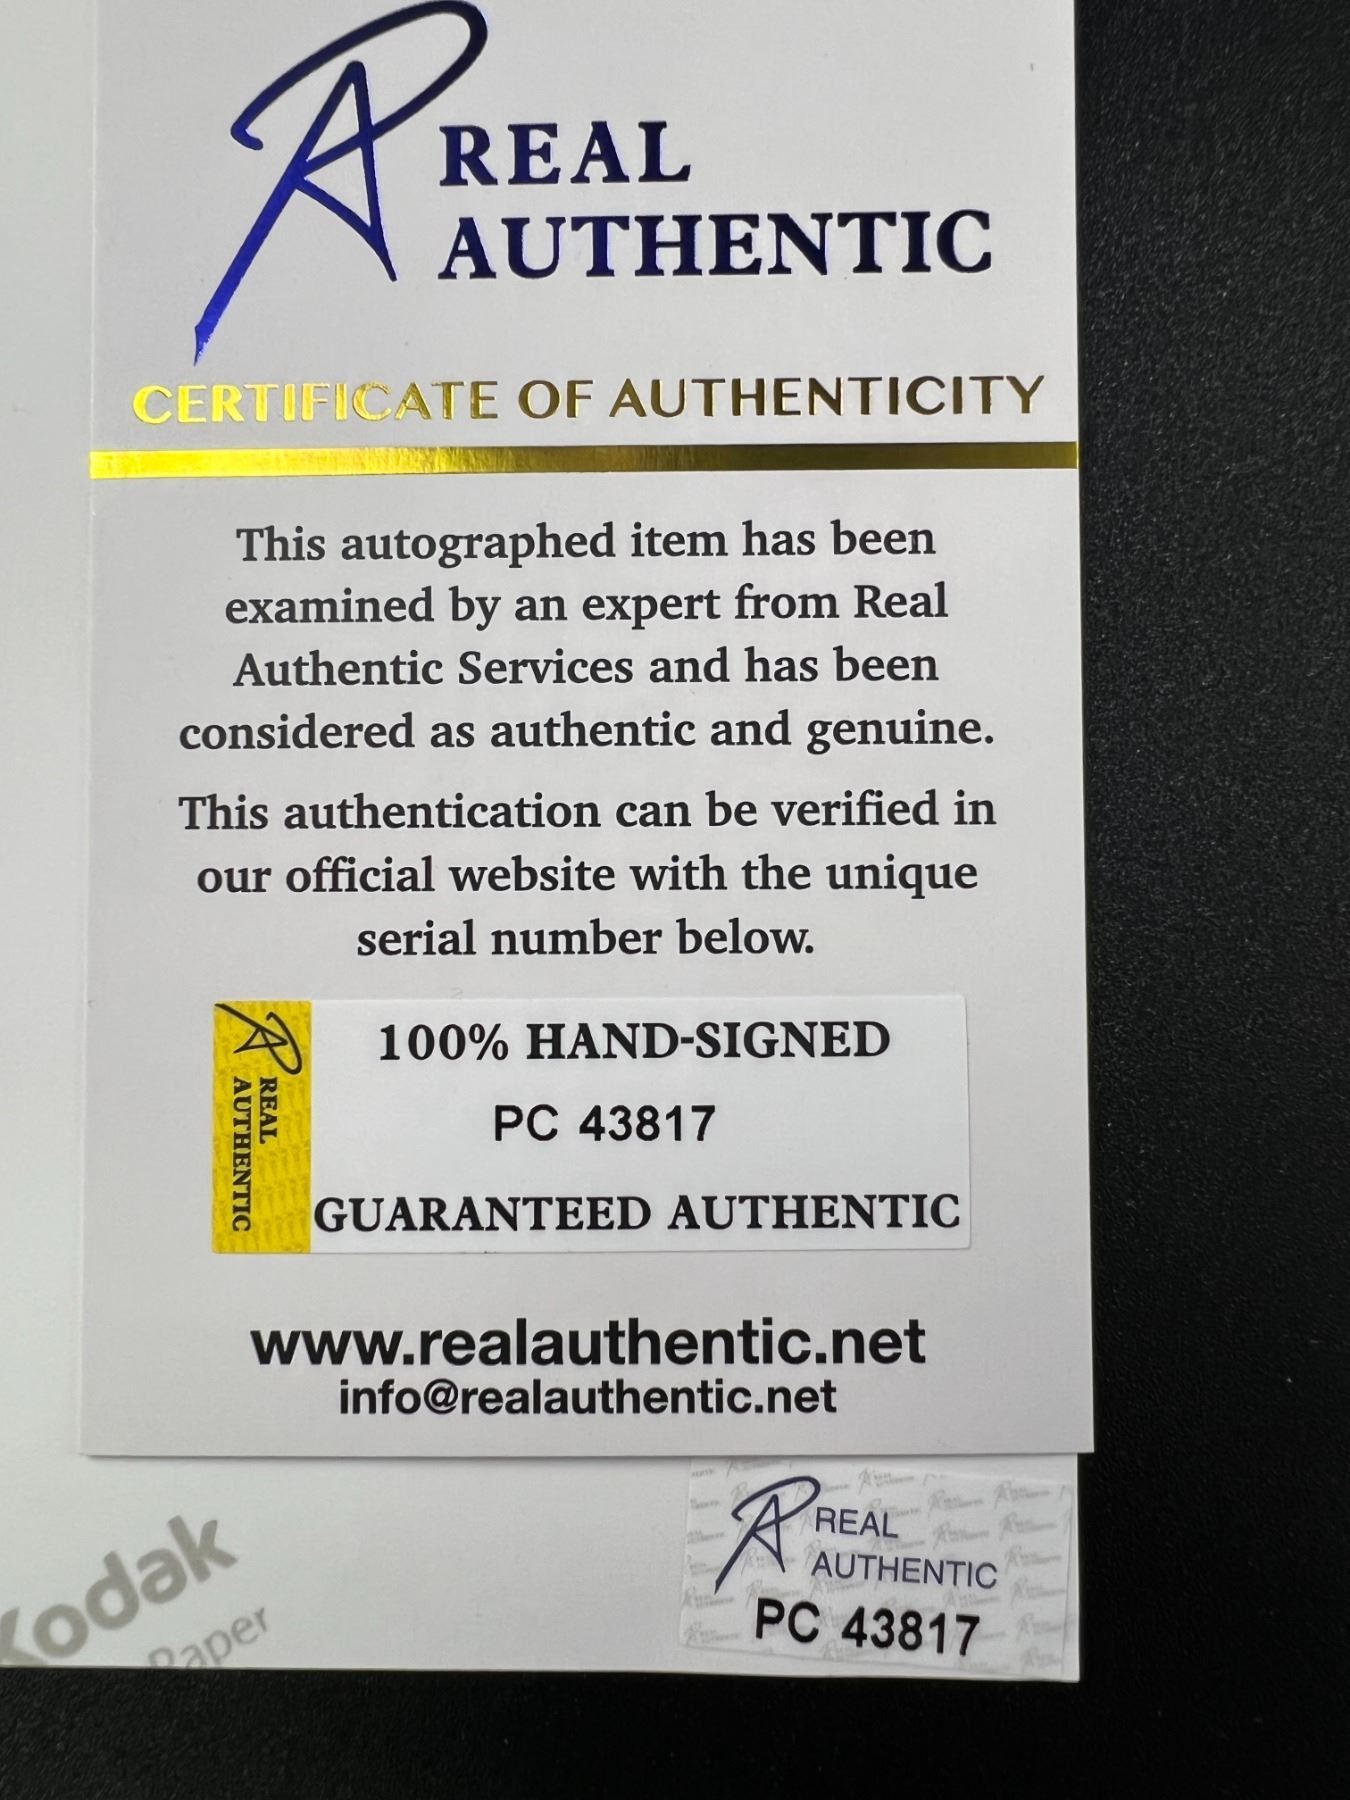 REAL
AUTHENTIC
CERTIFICATE OF AUTHENTICITY
This autographed item has been
examined by an expert from Real
Authentic Services and has been
considered as authentic and genuine.
This authentication can be verified in
our official website with the unique
serial number below.
REAL
AUTHENTIC
100% HAND-SIGNED
PC 43817
GUARANTEED AUTHENTIC
www.realauthentic.net
info@realauthentic.net
Kodak
Paper
REAL
AUTHENTIC
PC 43817